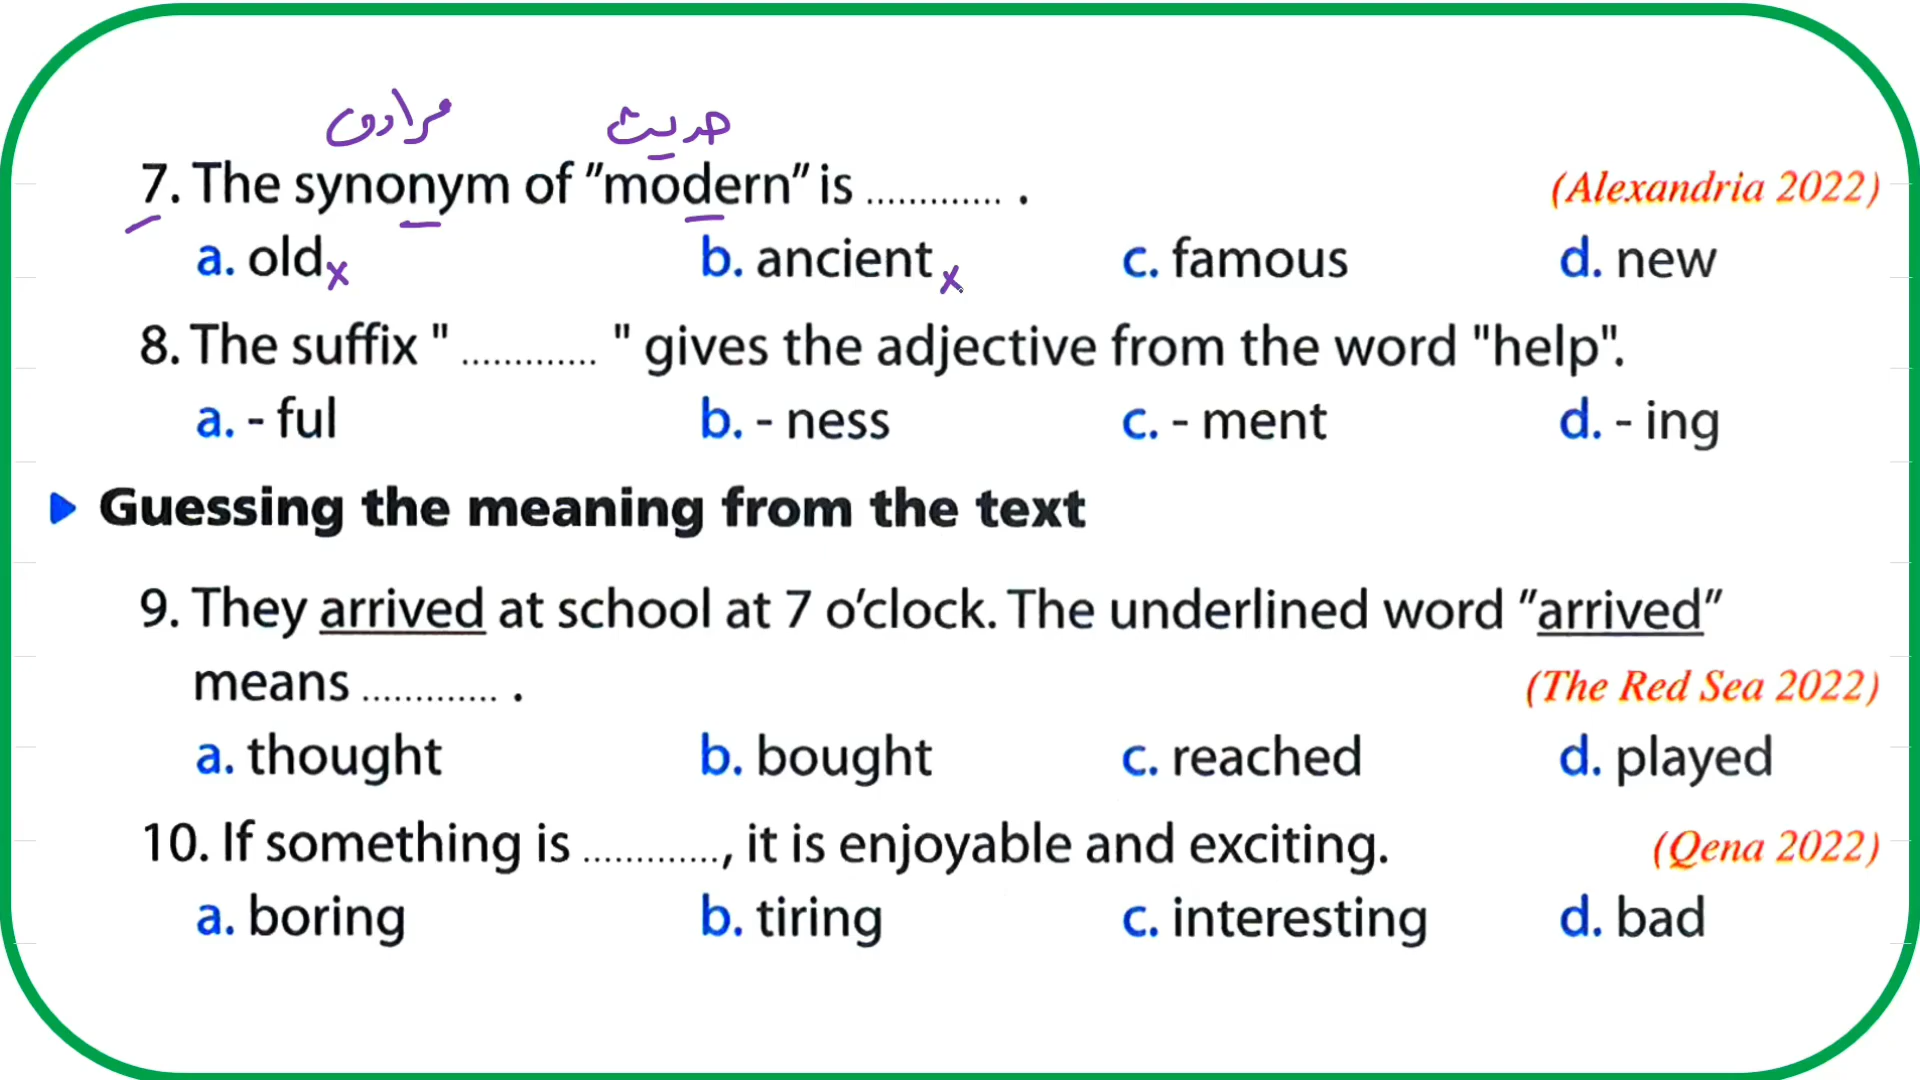 مرادف حديث
7. The synonym of "modern" is ............. . (Alexandria 2022)
a. old x b. ancient x c. famous d. new
8. The suffix " ............. " gives the adjective from the word "help".
a. - ful b. - ness c. - ment d. - ing
Guessing the meaning from the text
9. They arrived at school at 7 o'clock. The underlined word "arrived"
means ............. . (The Red Sea 2022)
a. thought b. bought c. reached d. played
10. If something is ............., it is enjoyable and exciting. (Qena 2022)
a. boring b. tiring c. interesting d. bad